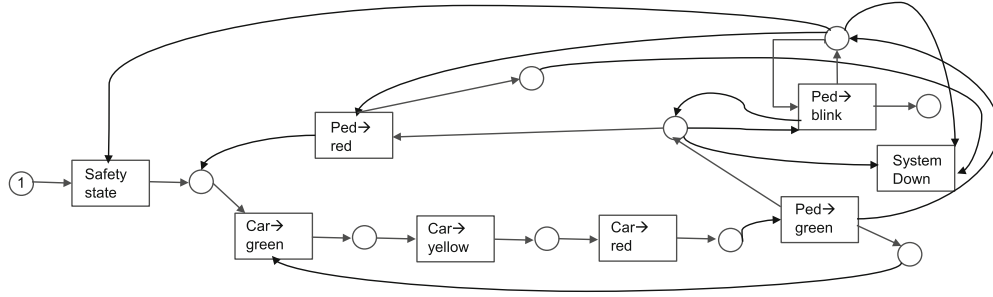 Ped→
blink
Ped→
red
System
Down
Safety
state
1
Ped→
green
Car→
green
Car→
yellow
Car→
red